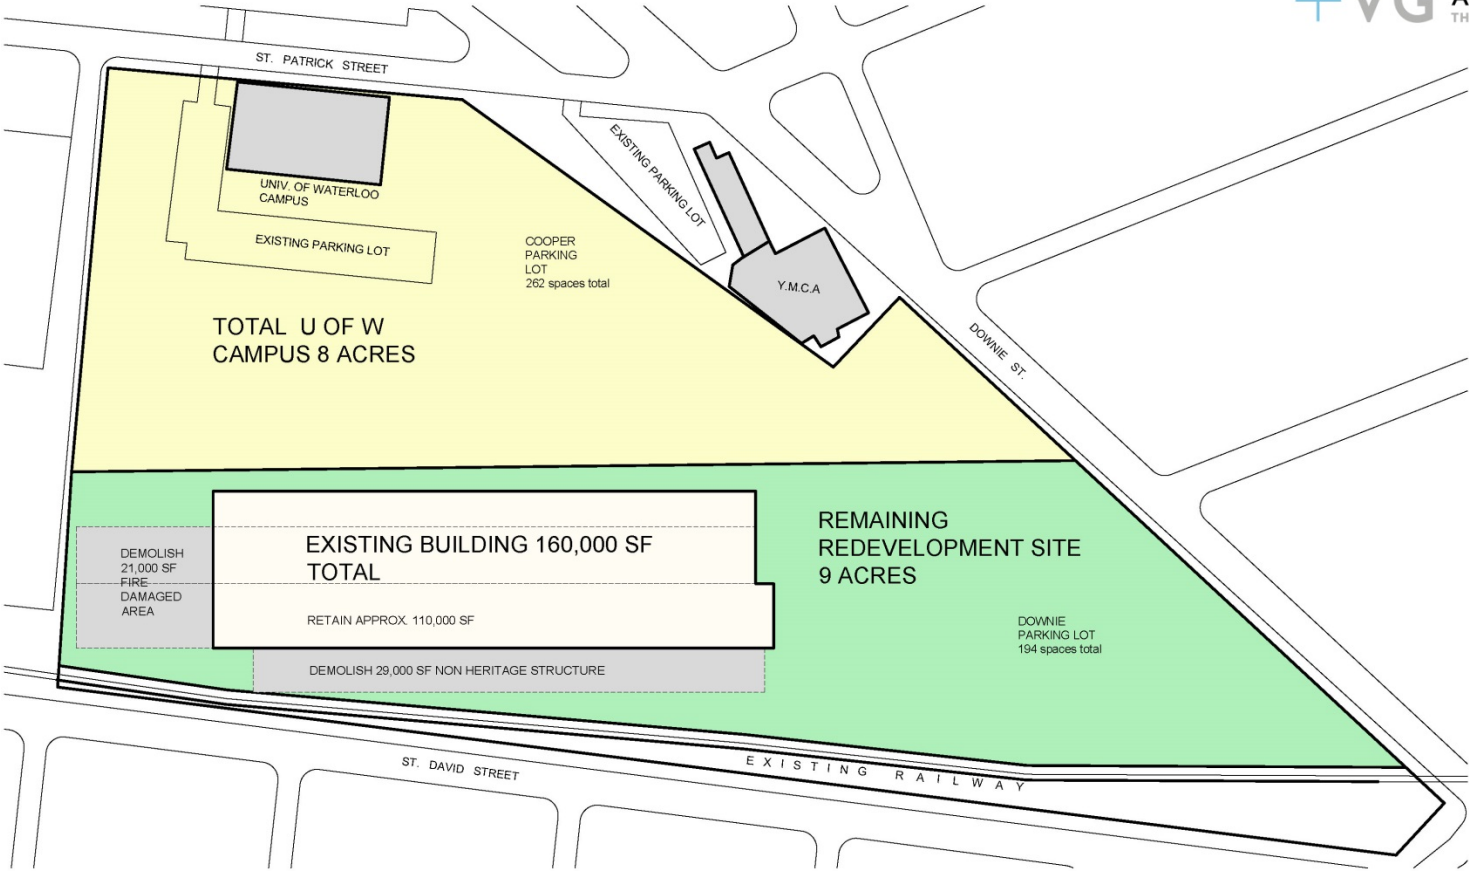 VG
A
TH
ST. PATRICK STREET
EXISTING PARKING LOT
UNIV. OF WATERLOO
CAMPUS
EXISTING PARKING LOT
COOPER
PARKING
LOT
262 spaces total
Y.M.C.A
TOTAL U OF W
CAMPUS 8 ACRES
DOWNIE ST.
EXISTING BUILDING 160,000 SF
TOTAL
RETAIN APPROX. 110,000 SF
REMAINING
REDEVELOPMENT SITE
9 ACRES
DEMOLISH
21,000 SF
FIRE
DAMAGED
AREA
DOWNIE
PARKING LOT
194 spaces total
DEMOLISH 29,000 SF NON HERITAGE STRUCTURE
ST. DAVID STREET
EXISTING RAILWAY